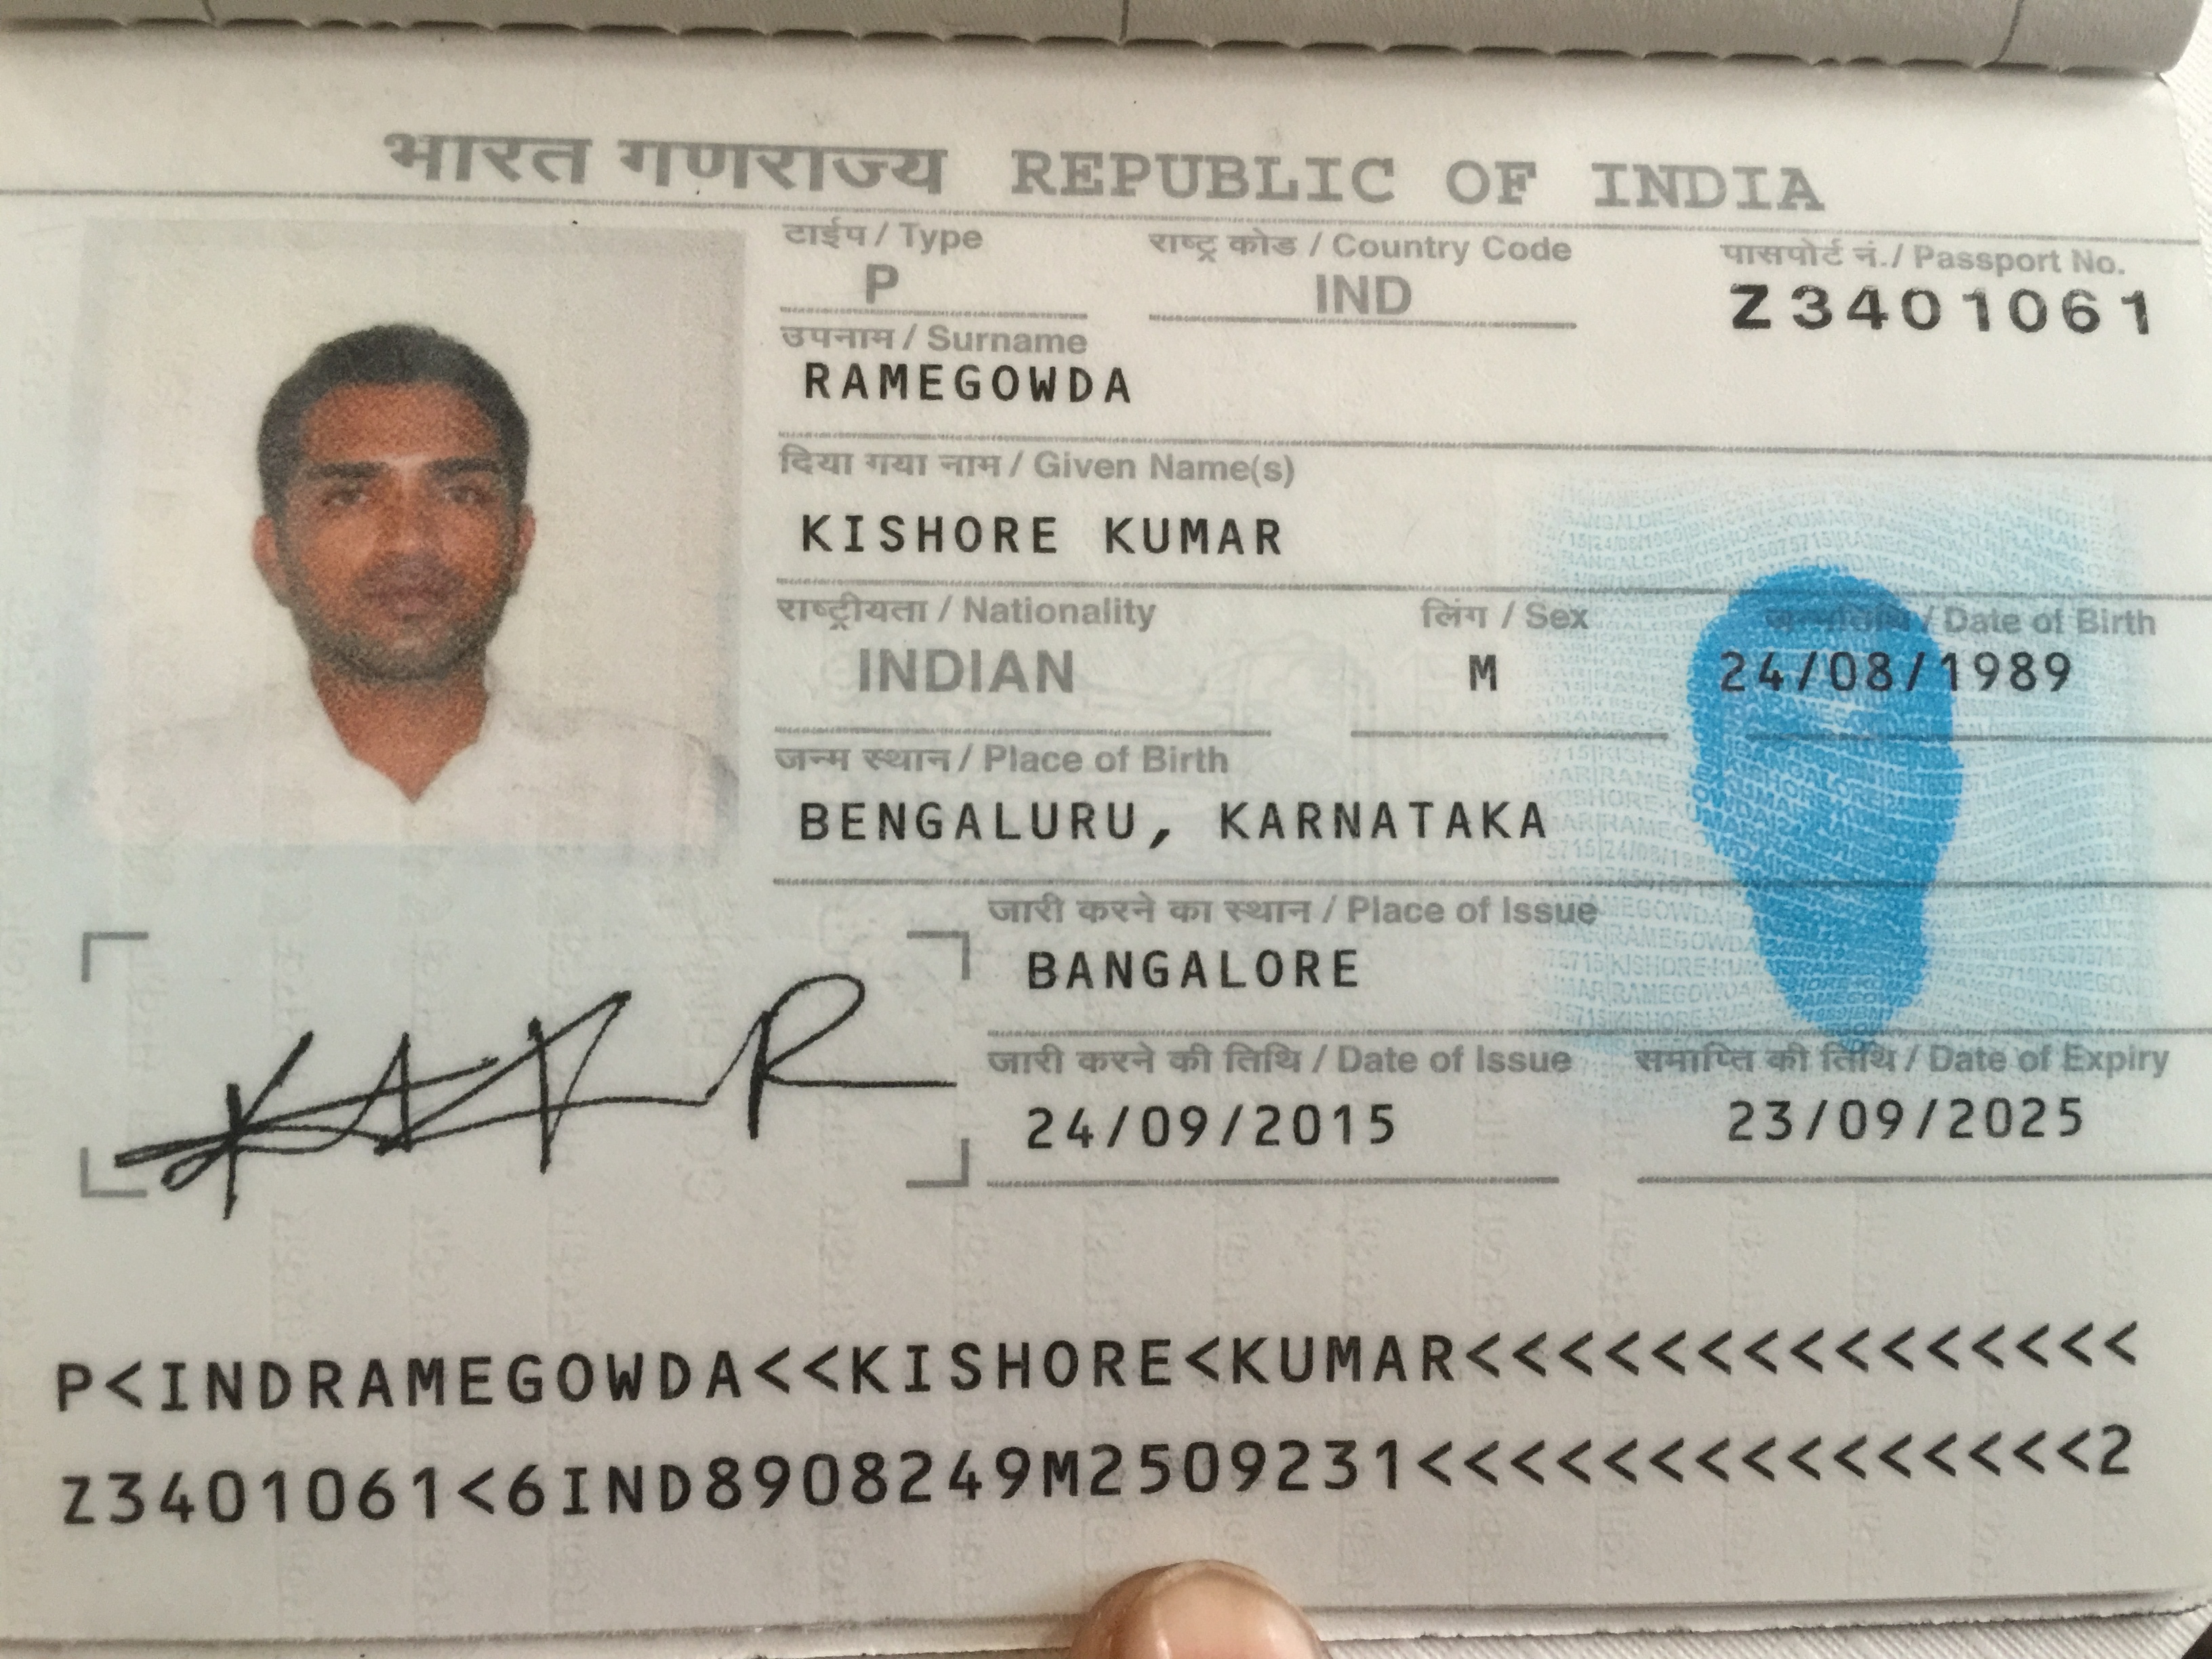 भारत गणराज्य REPUBLIC OF INDIA
टाईप / Type राष्ट्र कोड / Country Code पासपोर्ट नं. / Passport No.
P IND Z3401061
उपनाम / Surname
RAMEGOWDA
दिया गया नाम / Given Name(s)
KISHORE KUMAR
राष्ट्रीयता / Nationality लिंग / Sex / Date of Birth
INDIAN M 24/08/1989
जन्म स्थान / Place of Birth
BENGALURU, KARNATAKA
जारी करने का स्थान / Place of Issue
BANGALORE
जारी करने की तिथि / Date of Issue समाप्ति की तिथि / Date of Expiry
24/09/2015 23/09/2025
P<INDRAMEGOWDA<<KISHORE<KUMAR<<<<<<<<<<<<<<<
Z3401061<6IND8908249M2509231<<<<<<<<<<<<<<<2